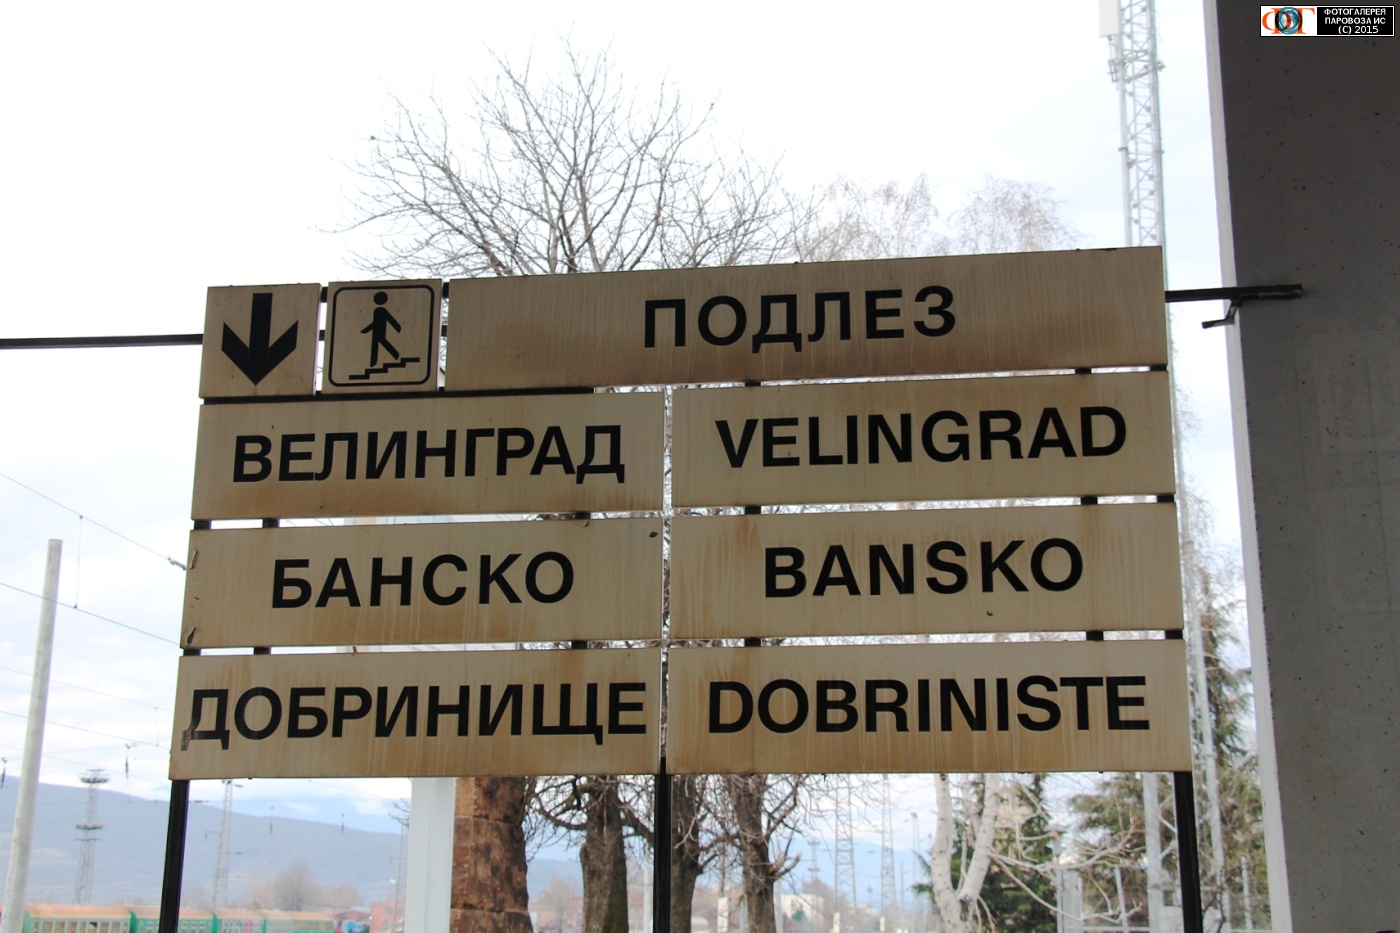 ФОТОГАЛЕРЕЯ
ПАРОВОЗА ИС
(C) 2015
ПОДЛЕЗ
ВЕЛИНГРАД VELINGRAD
БАНСКО BANSKO
ДОБРИНИЩЕ DOBRINISTE